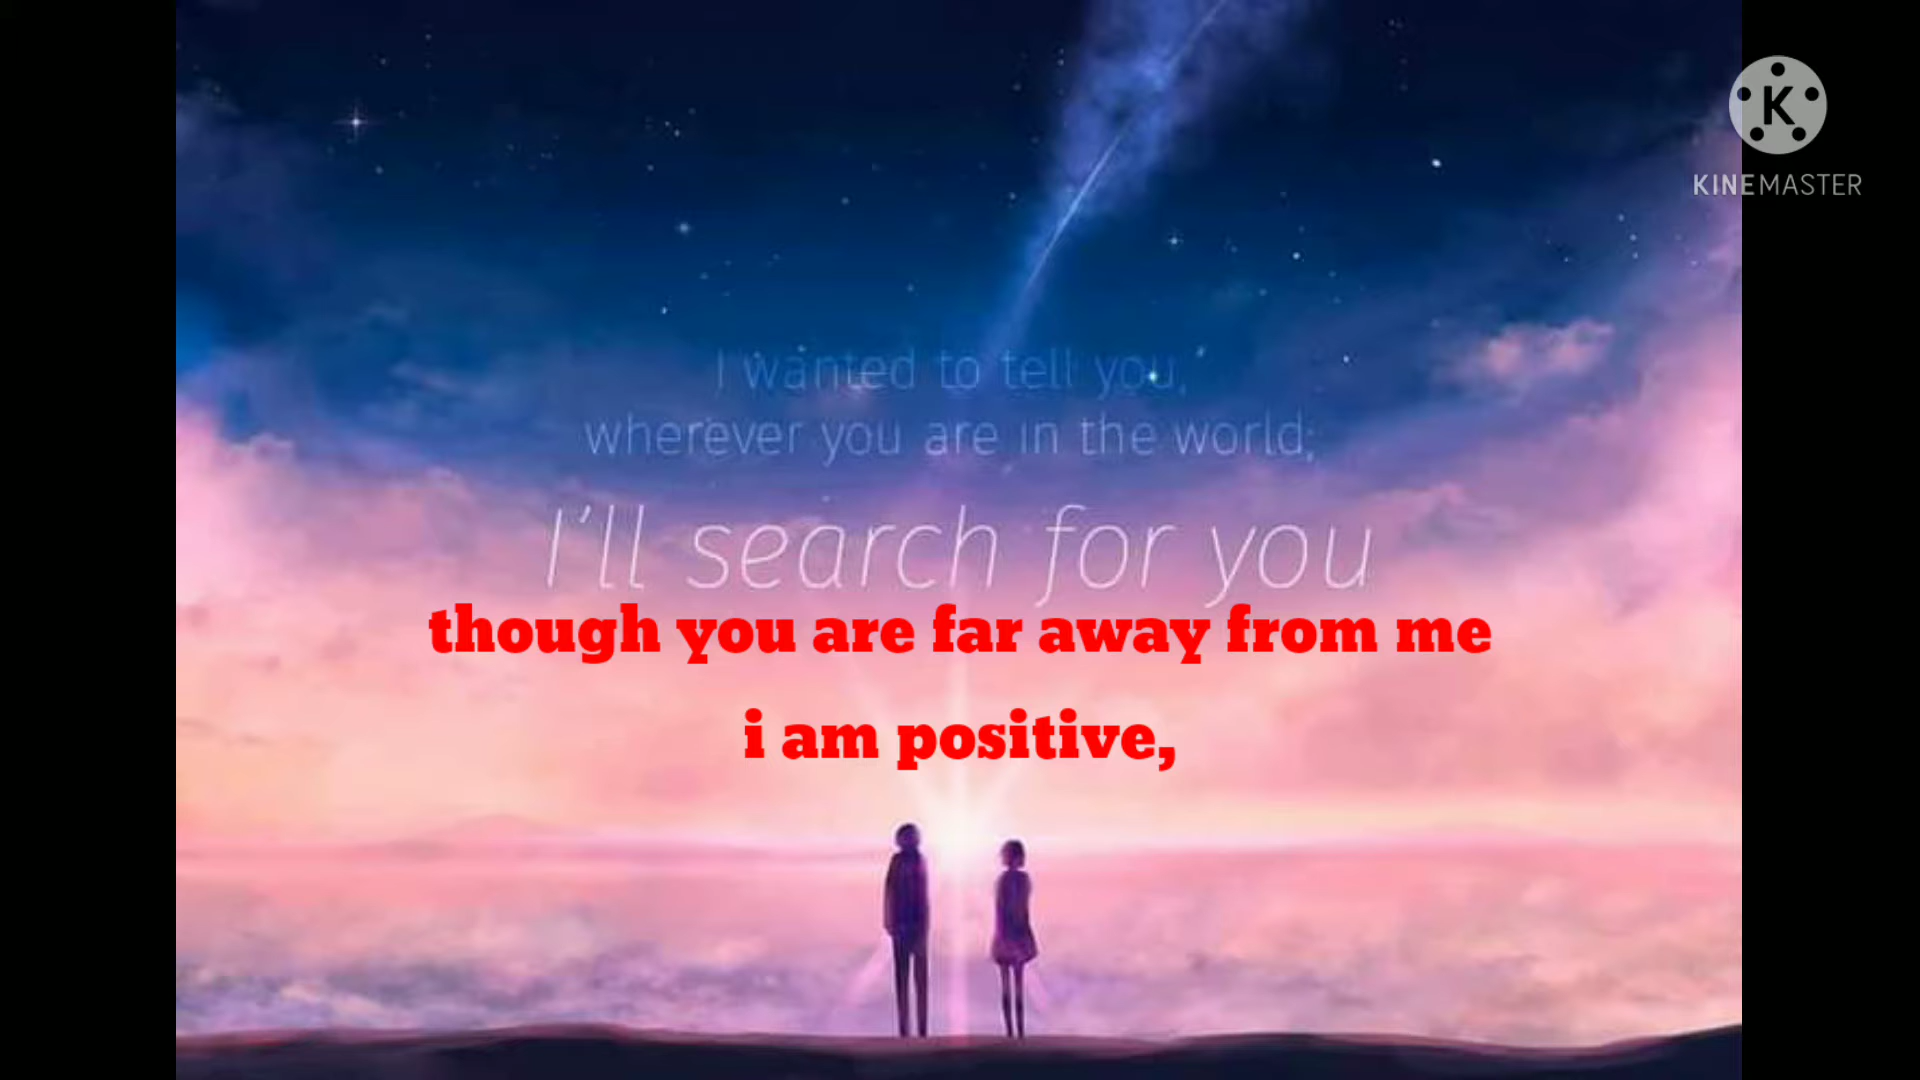 KINEMASTER
I wanted to tell you,
wherever you are in the world;
I'll search for you
though you are far away from me
i am positive,